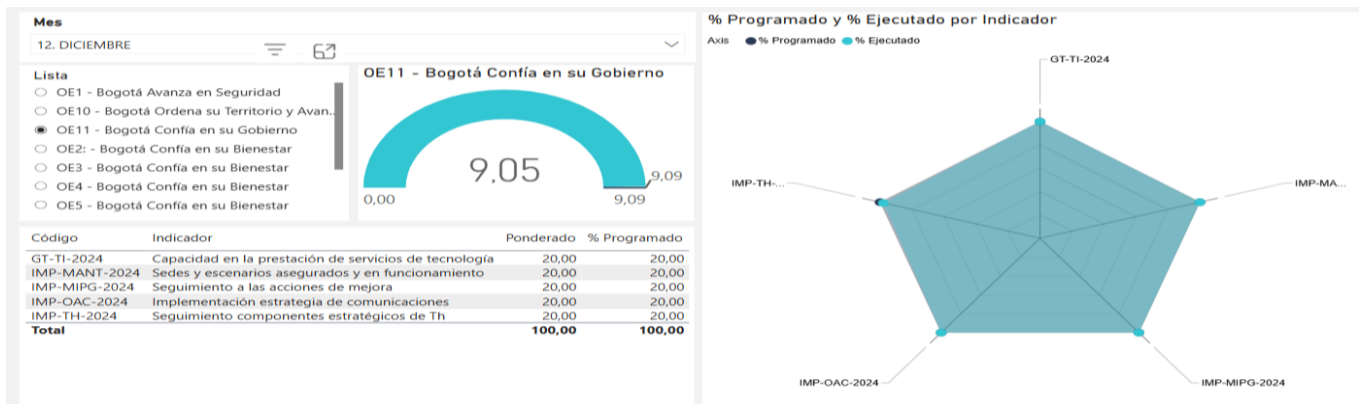 Mes
12. DICIEMBRE
Lista
OE1 - Bogotá Avanza en Seguridad
OE10 - Bogotá Ordena su Territorio y Avan...
OE11 - Bogotá Confía en su Gobierno
OE2: - Bogotá Confía en su Bienestar
OE3 - Bogotá Confía en su Bienestar
OE4 - Bogotá Confía en su Bienestar
OE5 - Bogotá Confía en su Bienestar
OE11 - Bogotá Confía en su Gobierno
9,05
9,09
0,00
9,09
Código Indicador Ponderado % Programado
GT-TI-2024 Capacidad en la prestación de servicios de tecnología 20,00 20,00
IMP-MANT-2024 Sedes y escenarios asegurados y en funcionamiento 20,00 20,00
IMP-MIPG-2024 Seguimiento a las acciones de mejora 20,00 20,00
IMP-OAC-2024 Implementación estrategia de comunicaciones 20,00 20,00
IMP-TH-2024 Seguimiento componentes estratégicos de Th 20,00 20,00
Total 100,00 100,00
% Programado y % Ejecutado por Indicador
Axis % Programado % Ejecutado
GT-TI-2024
IMP-TH-...
IMP-MA...
IMP-OAC-2024
IMP-MIPG-2024